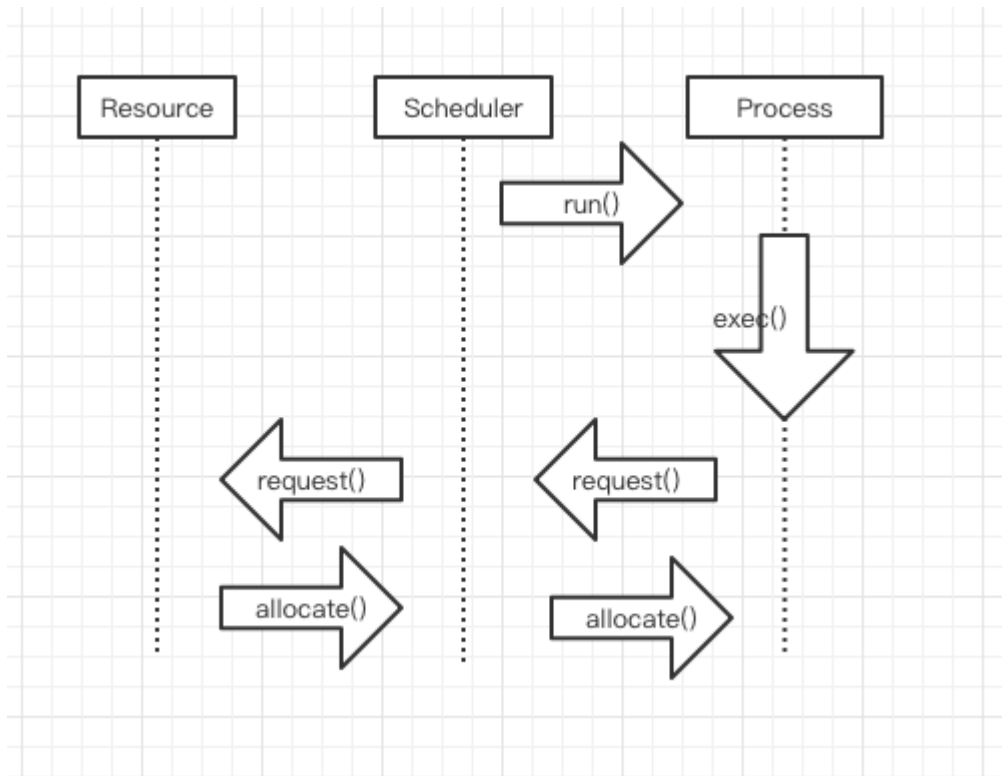 Resource
Scheduler
Process
run()
exec()
request()
request()
allocate()
allocate()